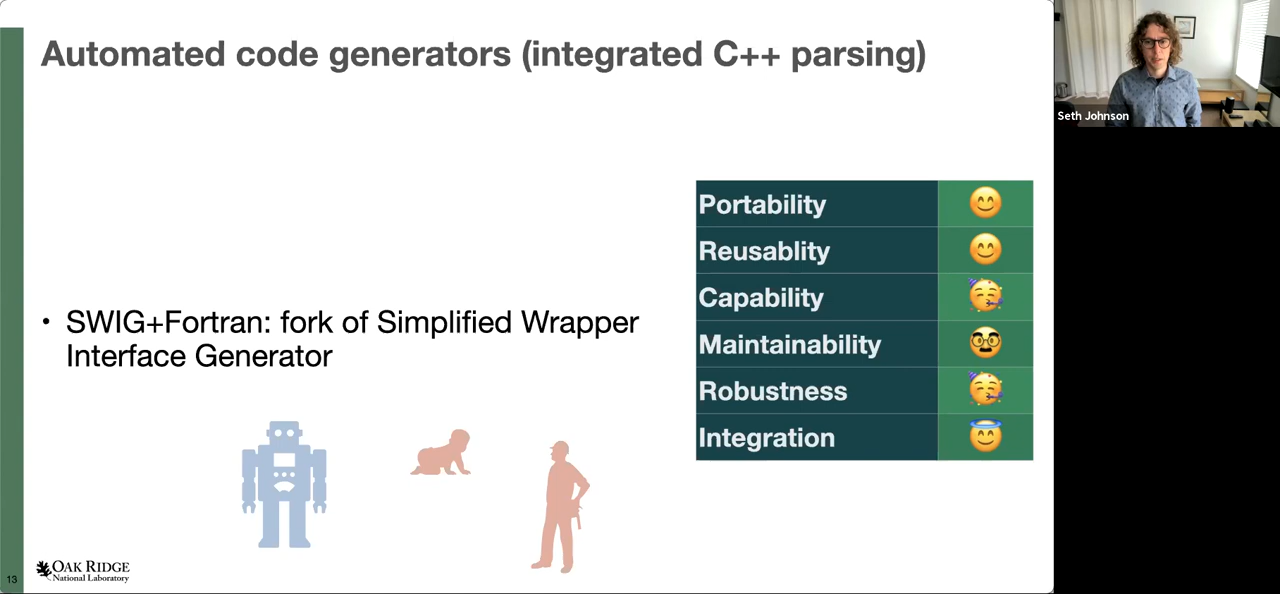 Automated code generators (integrated C++ parsing)
Seth Johnson
Portability
Reusablity
Capability
Maintainability
Robustness
Integration
• SWIG+Fortran: fork of Simplified Wrapper
Interface Generator
13
OAK RIDGE
National Laboratory